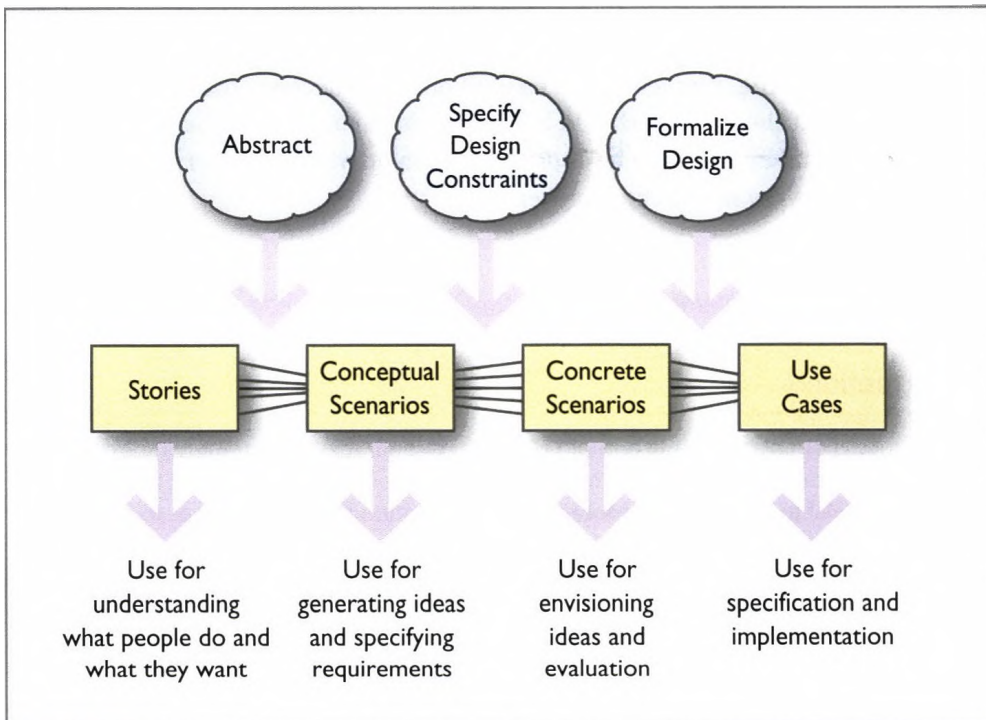 Abstract
Specify
Design
Constraints
Formalize
Design
Stories
Conceptual
Scenarios
Concrete
Scenarios
Use
Cases
Use for
understanding
what people do and
what they want
Use for
generating ideas
and specifying
requirements
Use for
envisioning
ideas and
evaluation
Use for
specification and
implementation